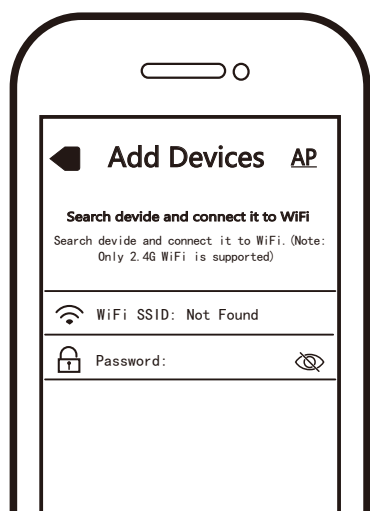 Add Devices AP
Search devide and connect it to WiFi
Search devide and connect it to WiFi.(Note:
Only 2.4G WiFi is supported)
WiFi SSID: Not Found
Password: